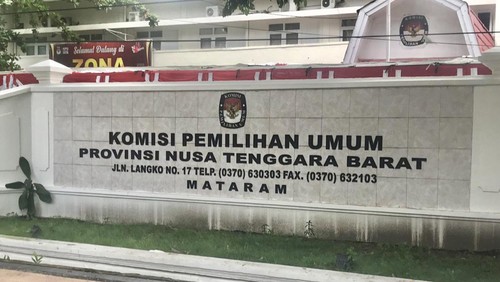 Selamat Datang di
ZONA
KOMISI PEMILIHAN UMUM
PROVINSI NUSA TENGGARA BARAT
JLN. LANGKO NO. 17 TELP. (0370) 630303 FAX. (0370) 632103
MATARAM